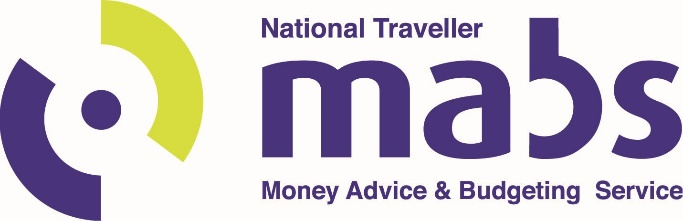 National Traveller
mabs
Money Advice & Budgeting Service